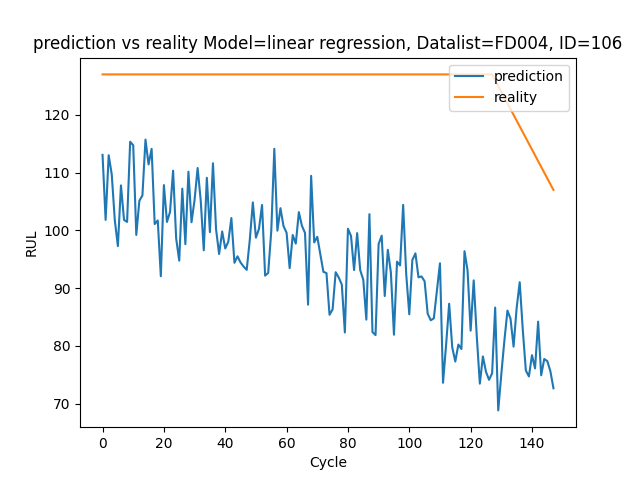 prediction vs reality Model=linear regression, Datalist=FD004, ID=106
prediction
reality
120
110
100
90
80
70
RUL
0 20 40 60 80 100 120 140
Cycle